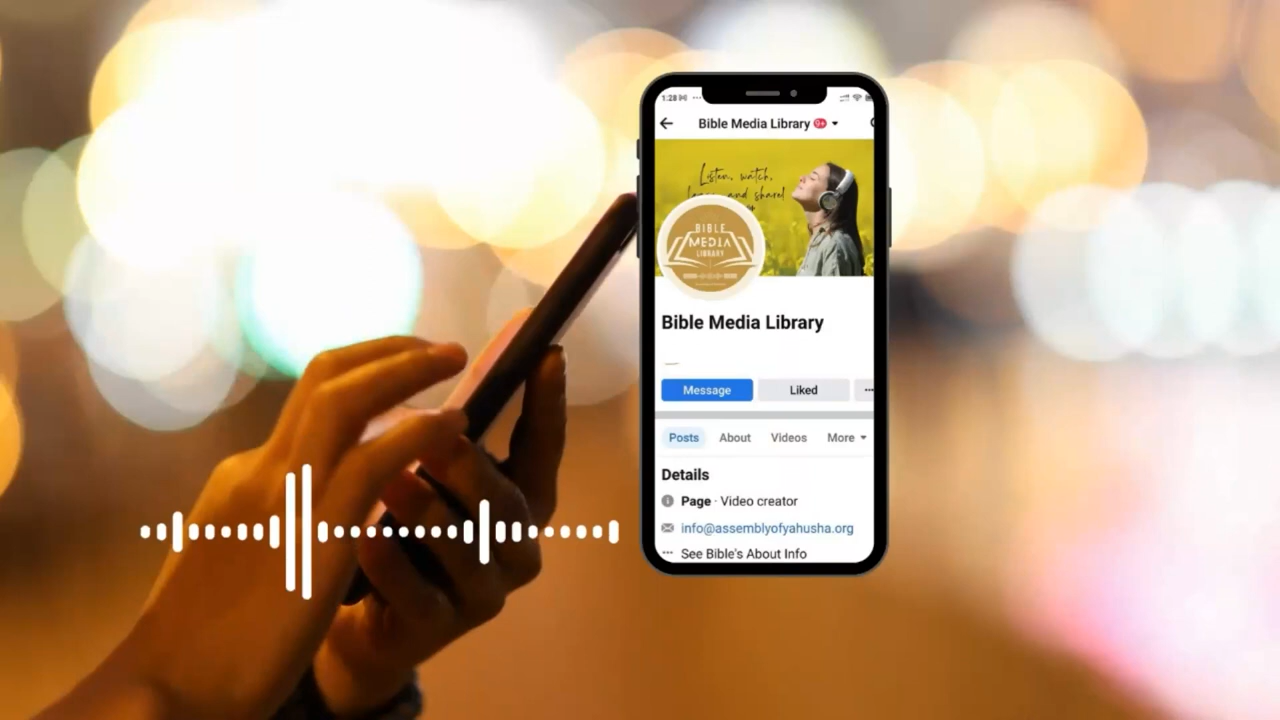 1:28
Bible Media Library 9+
Listen, watch,
and share!
BIBLE
MEDIA
LIBRARY
Bible Media Library
Message
Liked
Posts
About
Videos
More
Details
Page · Video creator
info@assemblyofyahusha.org
See Bible's About Info